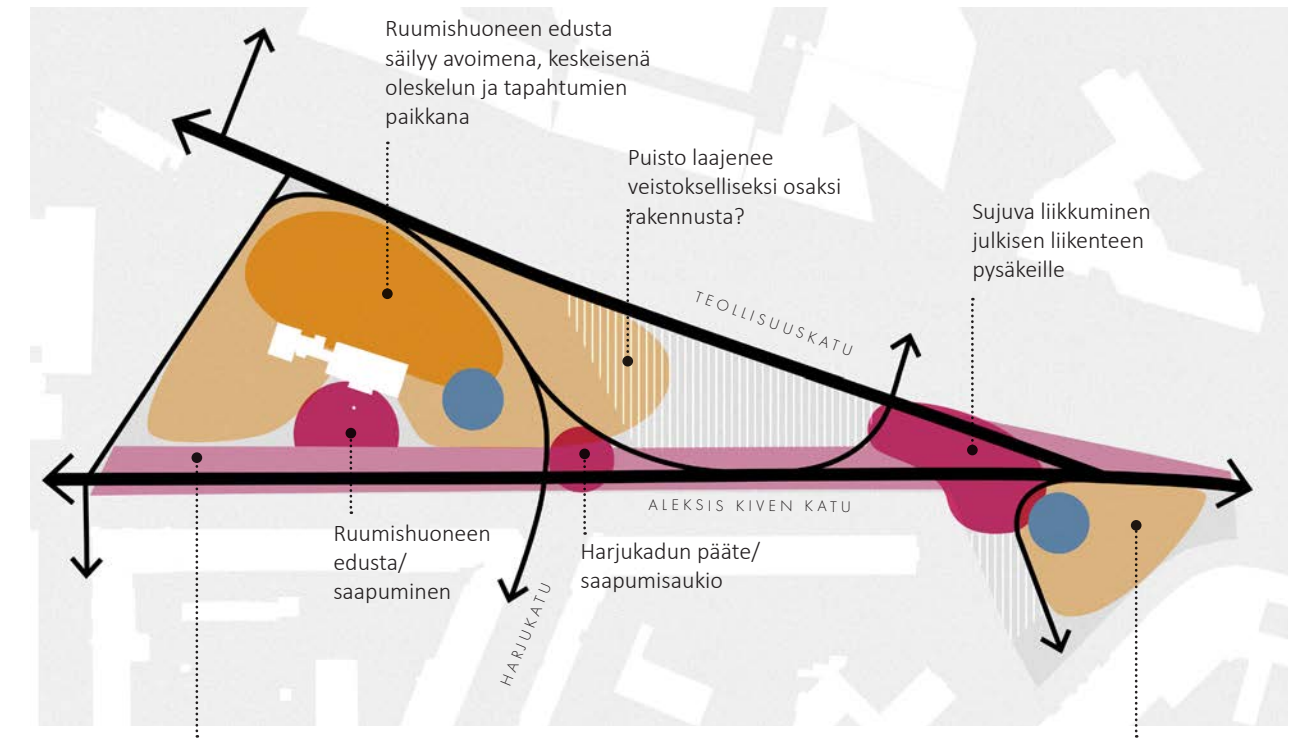 Ruumishuoneen edusta
säilyy avoimena, keskeisenä
oleskelun ja tapahtumien
paikkana
Puisto laajenee
veistokselliseksi osaksi
rakennusta?
Sujuva liikkuminen
julkisen liikenteen
pysäkeille
TEOLLISUUSKATU
ALEKSIS KIVEN KATU
Ruumishuoneen
edusta/
saapuminen
Harjukadun pääte/
saapumisaukio
HARJUKATU